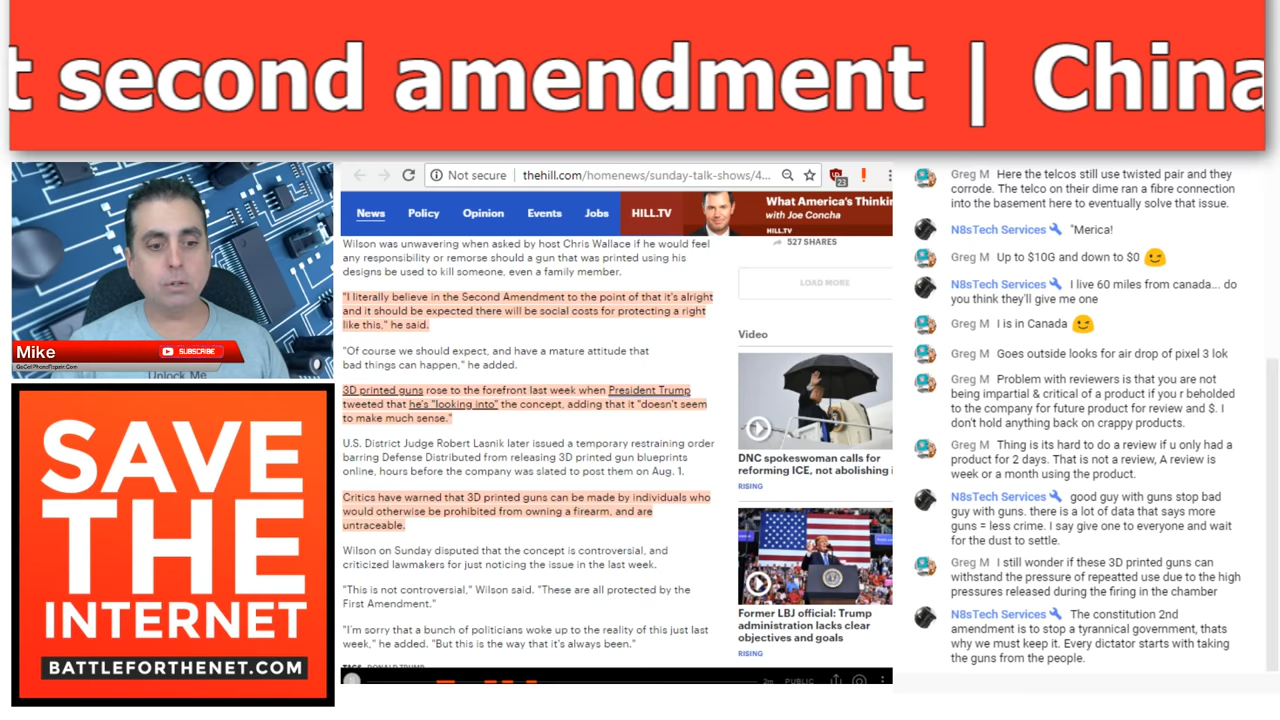 t second amendment | China
Mike
SUBSCRIBE
GoCellPhoneRepair.Com
Unlock Me
SAVE
THE
INTERNET
BATTLEFORTHENET.COM
Not secure
thehill.com/homenews/sunday-talk-shows/4...
23
News
Policy
Opinion
Events
Jobs
HILL.TV
What America's Thinkin
with Joe Concha
HILL.TV
Wilson was unwavering when asked by host Chris Wallace if he would feel
any responsibility or remorse should a gun that was printed using his
designs be used to kill someone, even a family member.
"I literally believe in the Second Amendment to the point of that it's alright
and it should be expected there will be social costs for protecting a right
like this," he said.
"Of course we should expect, and have a mature attitude that
bad things can happen," he added.
3D printed guns rose to the forefront last week when President Trump
tweeted that he's "looking into" the concept, adding that it "doesn't seem
to make much sense."
U.S. District Judge Robert Lasnik later issued a temporary restraining order
barring Defense Distributed from releasing 3D printed gun blueprints
online, hours before the company was slated to post them on Aug. 1.
Critics have warned that 3D printed guns can be made by individuals who
would otherwise be prohibited from owning a firearm, and are
untraceable.
Wilson on Sunday disputed that the concept is controversial, and
criticized lawmakers for just noticing the issue in the last week.
"This is not controversial," Wilson said. "These are all protected by the
First Amendment."
"I'm sorry that a bunch of politicians woke up to the reality of this just last
week," he added. "But this is the way that it's always been."
TAGS DONALD TRUMP
2m PUBLIC
527 SHARES
LOAD MORE
Video
DNC spokeswoman calls for
reforming ICE, not abolishing i
RISING
Former LBJ official: Trump
administration lacks clear
objectives and goals
RISING
Greg M Here the telcos still use twisted pair and they
corrode. The telco on their dime ran a fibre connection
into the basement here to eventually solve that issue.
N8sTech Services "Merica!
Greg M Up to $10G and down to $0
N8sTech Services I live 60 miles from canada... do
you think they'll give me one
Greg M I is in Canada
Greg M Goes outside looks for air drop of pixel 3 lok
Greg M Problem with reviewers is that you are not
being impartial & critical of a product if you r beholded
to the company for future product for review and $. I
don't hold anything back on crappy products.
Greg M Thing is its hard to do a review if u only had a
product for 2 days. That is not a review, A review is
week or a month using the product.
N8sTech Services good guy with guns stop bad
guy with guns. there is a lot of data that says more
guns = less crime. I say give one to everyone and wait
for the dust to settle.
Greg M I still wonder if these 3D printed guns can
withstand the pressure of repeatted use due to the high
pressures released during the firing in the chamber
N8sTech Services The constitution 2nd
amendment is to stop a tyrannical government, thats
why we must keep it. Every dictator starts with taking
the guns from the people.